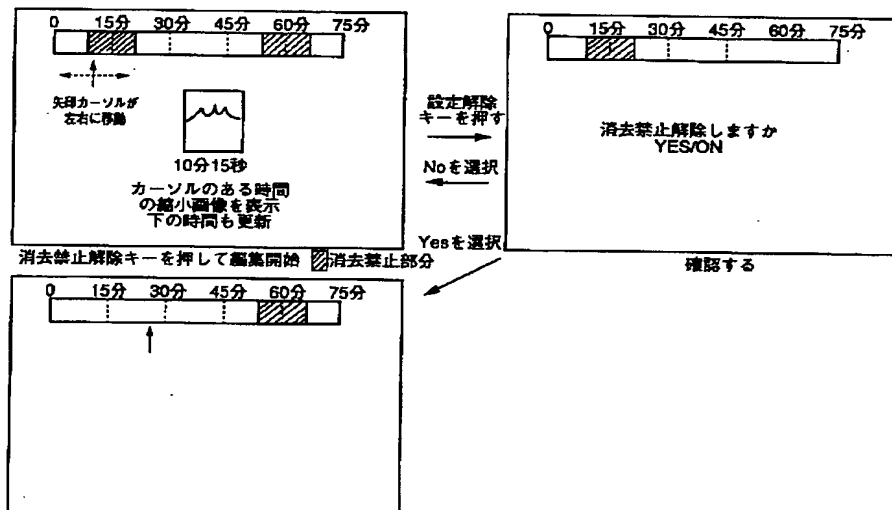 0 15分 30分 45分 60分 75分
矢印カーソルが
左右に移動
10分15秒
カーソルのある時間
の縮小画像を表示
下の時間も更新
消去禁止解除キーを押して編集開始 消去禁止部分
設定解除
キーを押す
Noを選択
Yesを選択
0 15分 30分 45分 60分 75分
消去禁止解除しますか
YES/ON
確認する
0 15分 30分 45分 60分 75分